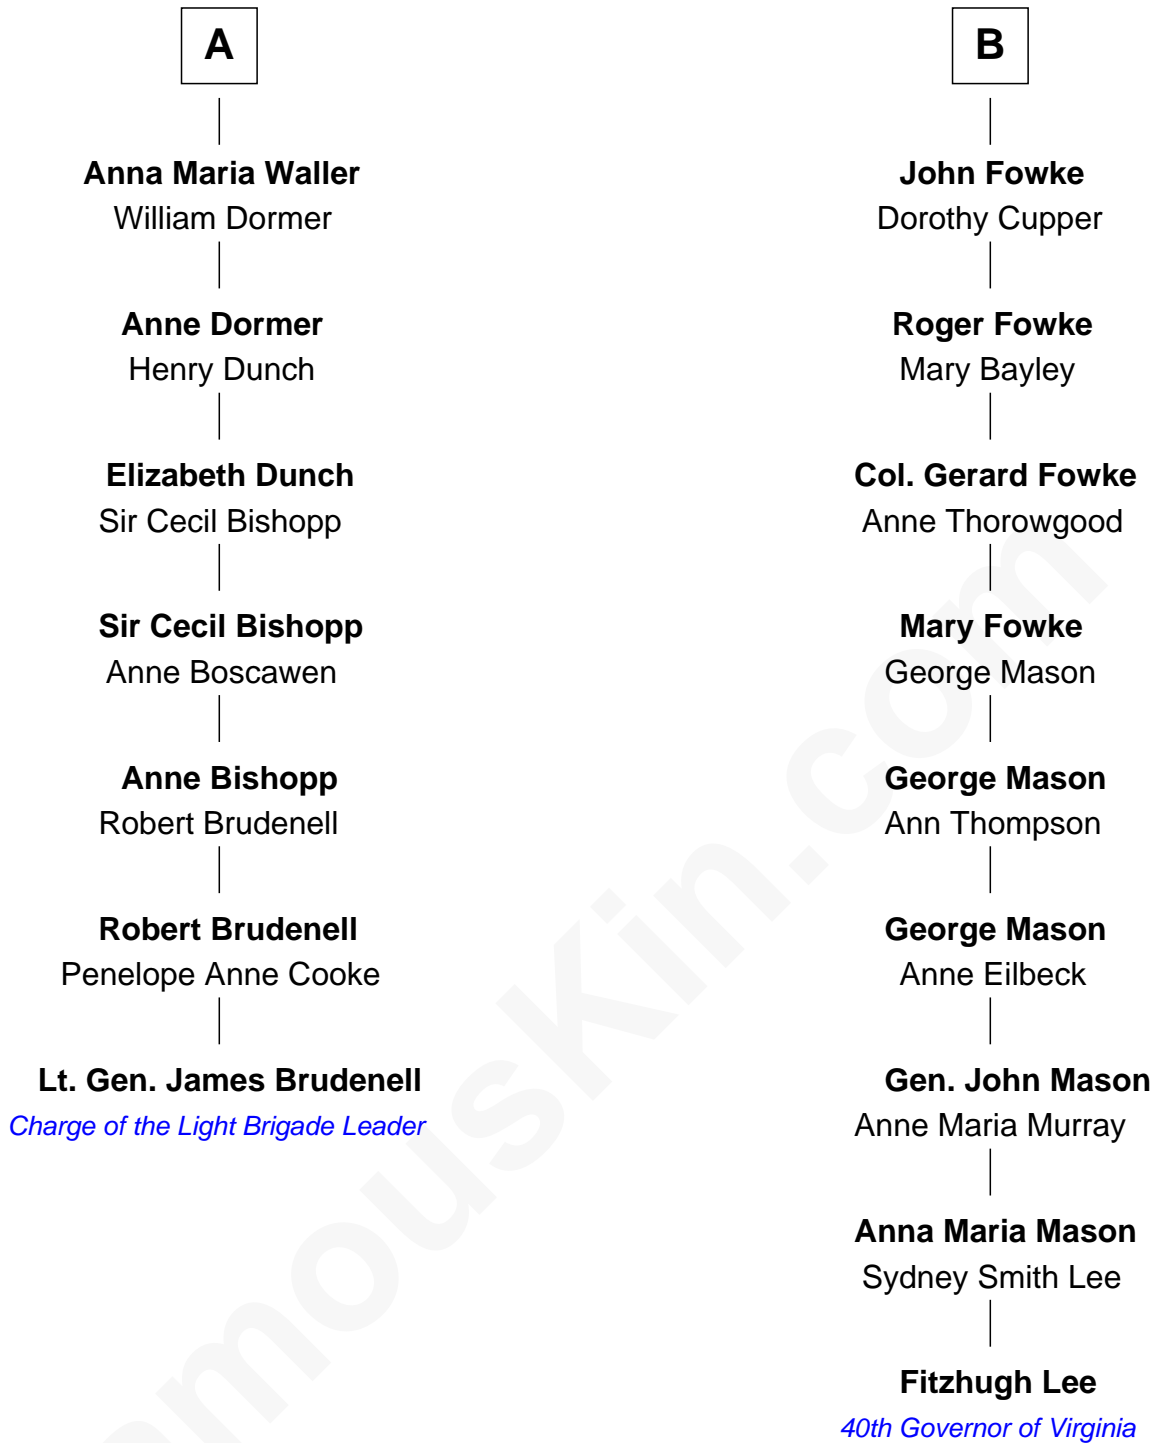 A
Anna Maria Waller
William Dormer
Anne Dormer
Henry Dunch
Elizabeth Dunch
Sir Cecil Bishopp
Sir Cecil Bishopp
Anne Boscawen
Anne Bishopp
Robert Brudenell
Robert Brudenell
Penelope Anne Cooke
Lt. Gen. James Brudenell
Charge of the Light Brigade Leader
B
John Fowke
Dorothy Cupper
Roger Fowke
Mary Bayley
Col. Gerard Fowke
Anne Thorowgood
Mary Fowke
George Mason
George Mason
Ann Thompson
George Mason
Anne Eilbeck
Gen. John Mason
Anne Maria Murray
Anna Maria Mason
Sydney Smith Lee
Fitzhugh Lee
40th Governor of Virginia
amouskin.com